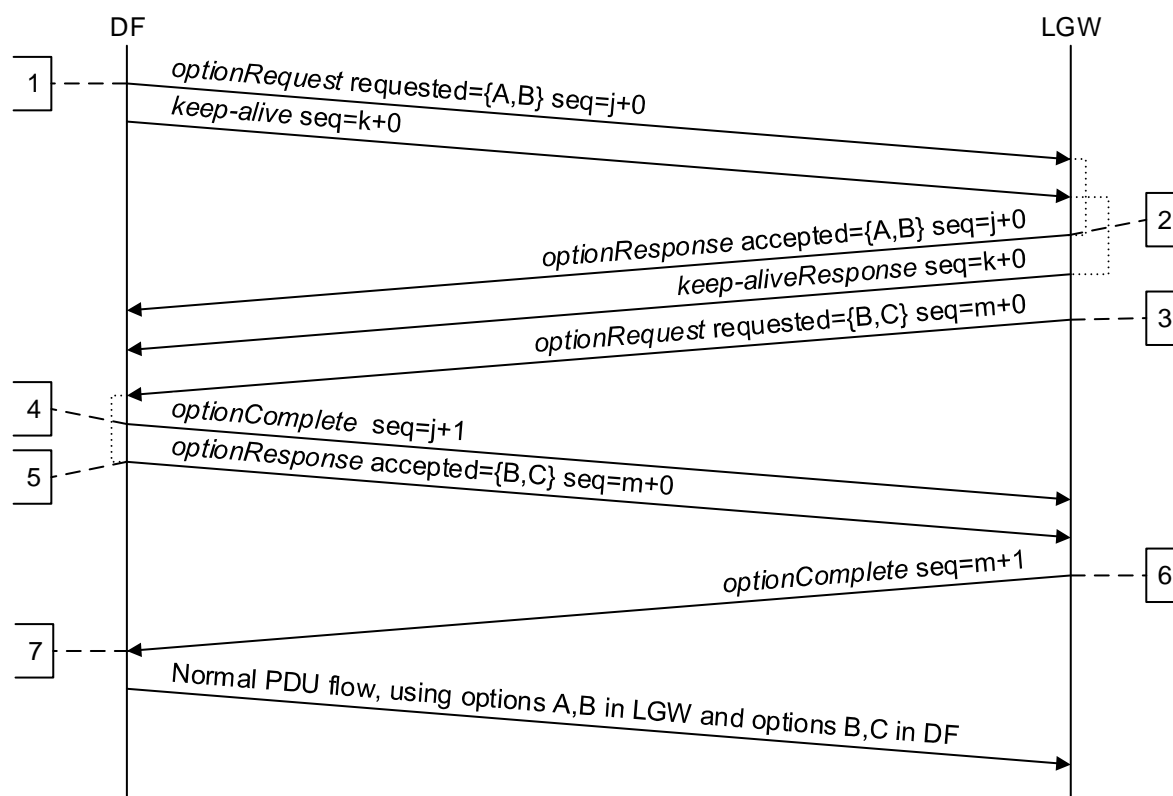 DF
LGW
1
optionRequest requested={A,B} seq=j+0
keep-alive seq=k+0
2
optionResponse accepted={A,B} seq=j+0
keep-aliveResponse seq=k+0
3
optionRequest requested={B,C} seq=m+0
4
optionComplete seq=j+1
5
optionResponse accepted={B,C} seq=m+0
6
optionComplete seq=m+1
7
Normal PDU flow, using options A,B in LGW and options B,C in DF